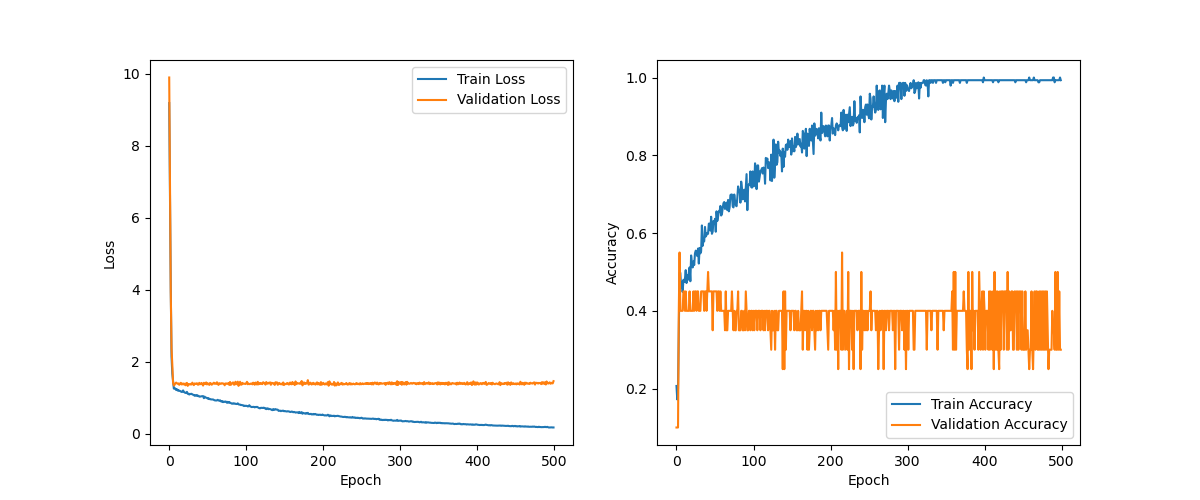 10
8
6
4
2
0
Loss
0 100 200 300 400 500
Epoch
Train Loss
Validation Loss
1.0
0.8
0.6
0.4
0.2
Accuracy
0 100 200 300 400 500
Epoch
Train Accuracy
Validation Accuracy